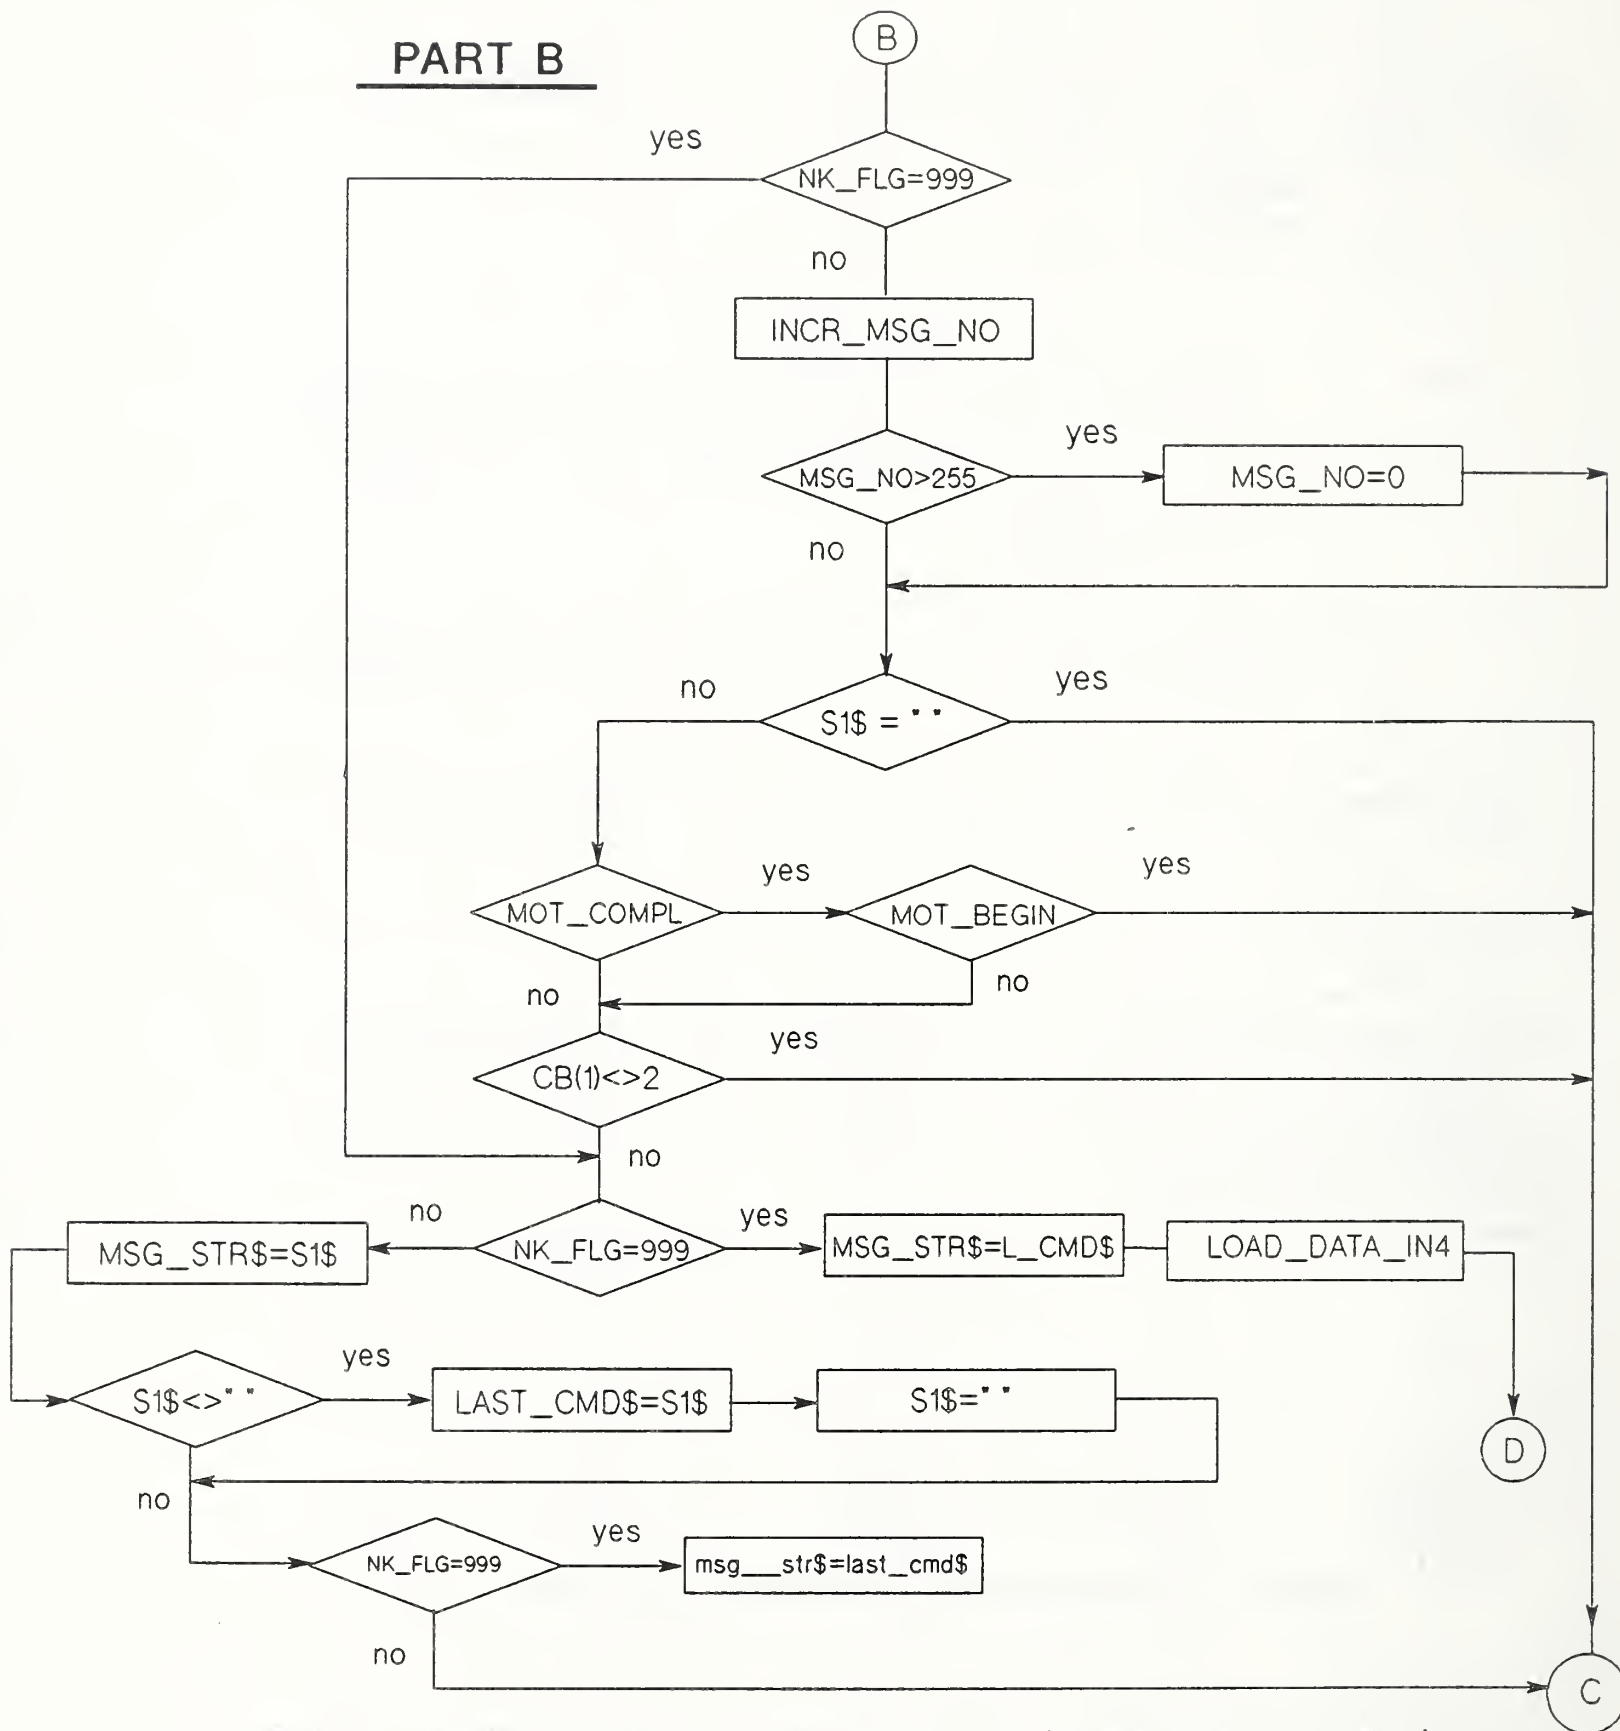 PART B
B
yes
NK_FLG=999
no
INCR_MSG_NO
yes
MSG_NO>255
MSG_NO=0
no
no
yes
S1$ = " "
yes
yes
MOT_COMPL
MOT_BEGIN
no
no
yes
CB(1)<>2
no
no
yes
MSG_STR$=S1$
NK_FLG=999
MSG_STR$=L_CMD$
LOAD_DATA_IN4
yes
S1$<>" "
LAST_CMD$=S1$
S1$=" "
D
no
yes
NK_FLG=999
msg__str$=last_cmd$
no
C